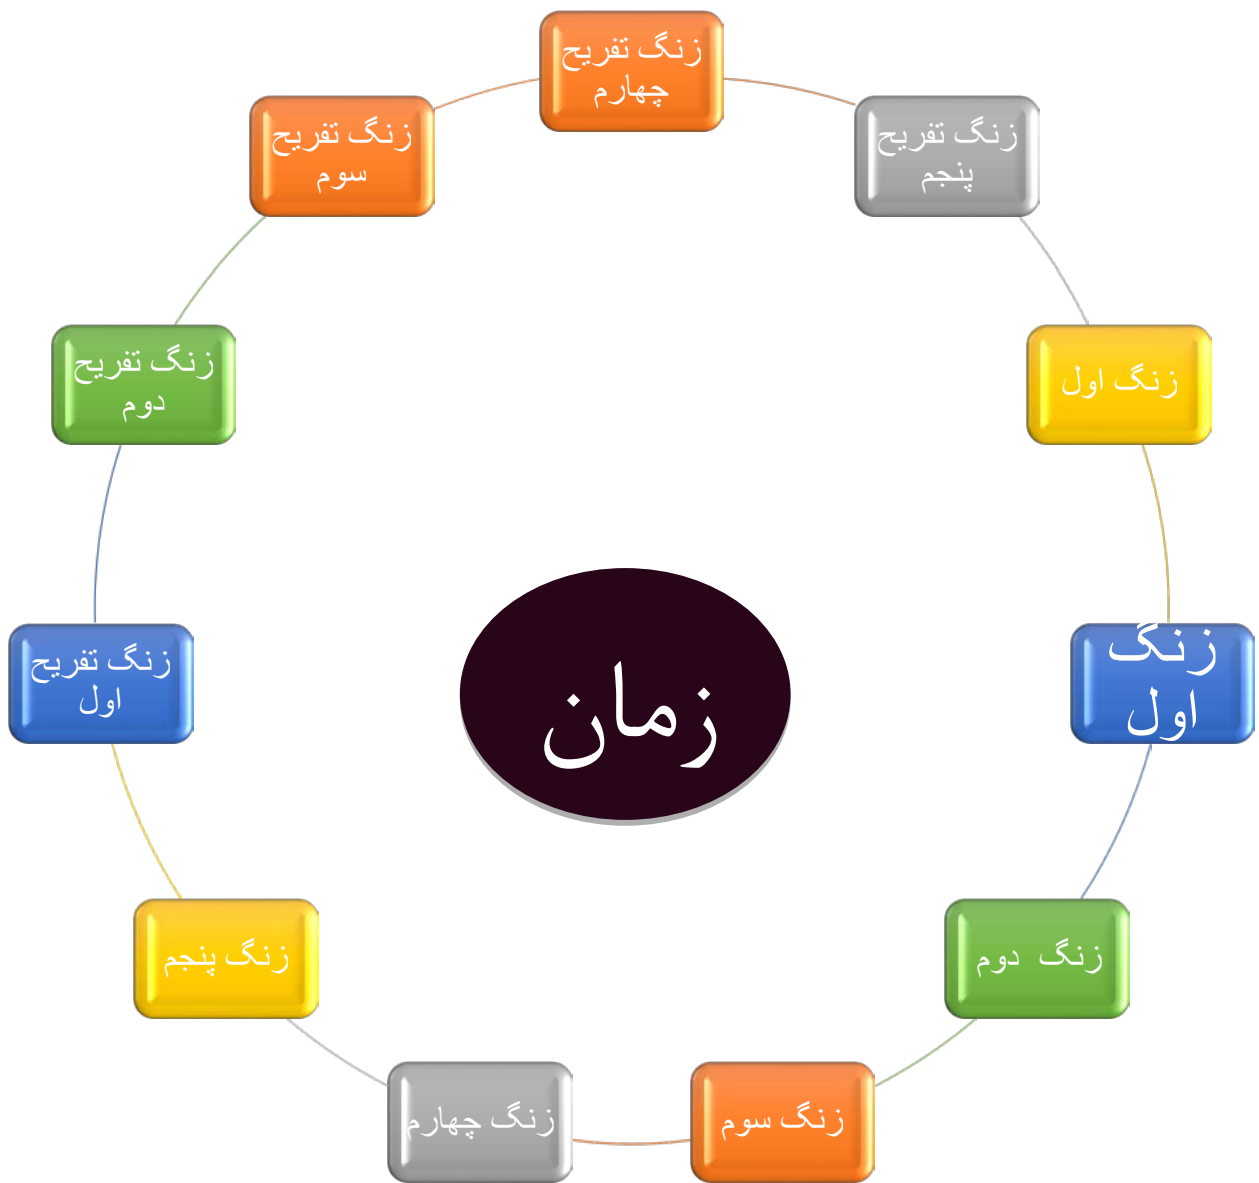 زنگ تفریح
چهارم
زنگ تفریح
پنجم
زنگ اول
زنگ
اول
زنگ دوم
زنگ سوم
زنگ چهارم
زنگ پنجم
زنگ تفریح
اول
زنگ تفریح
دوم
زنگ تفریح
سوم
زمان